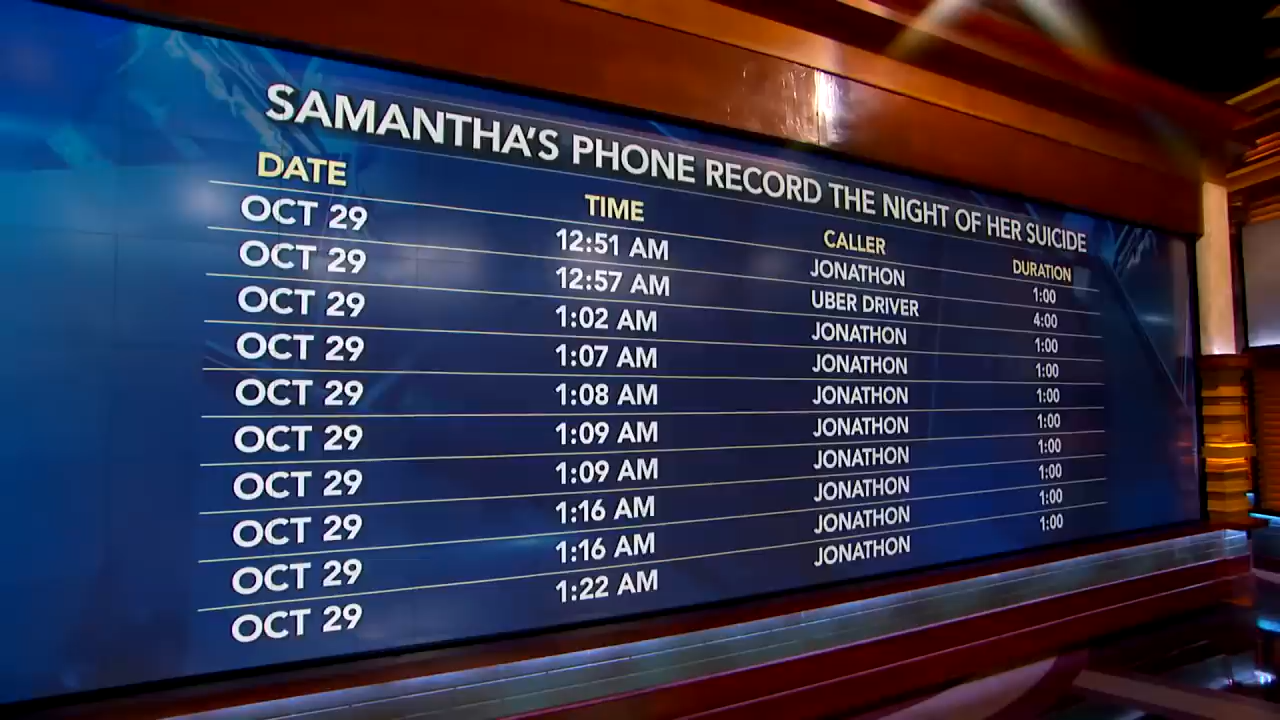 SAMANTHA'S PHONE RECORD THE NIGHT OF HER SUICIDE
DATE TIME CALLER DURATION
OCT 29 12:51 AM JONATHON 1:00
OCT 29 12:57 AM UBER DRIVER 4:00
OCT 29 1:02 AM JONATHON 1:00
OCT 29 1:07 AM JONATHON 1:00
OCT 29 1:08 AM JONATHON 1:00
OCT 29 1:09 AM JONATHON 1:00
OCT 29 1:09 AM JONATHON 1:00
OCT 29 1:16 AM JONATHON 1:00
OCT 29 1:16 AM JONATHON 1:00
OCT 29 1:22 AM JONATHON 1:00